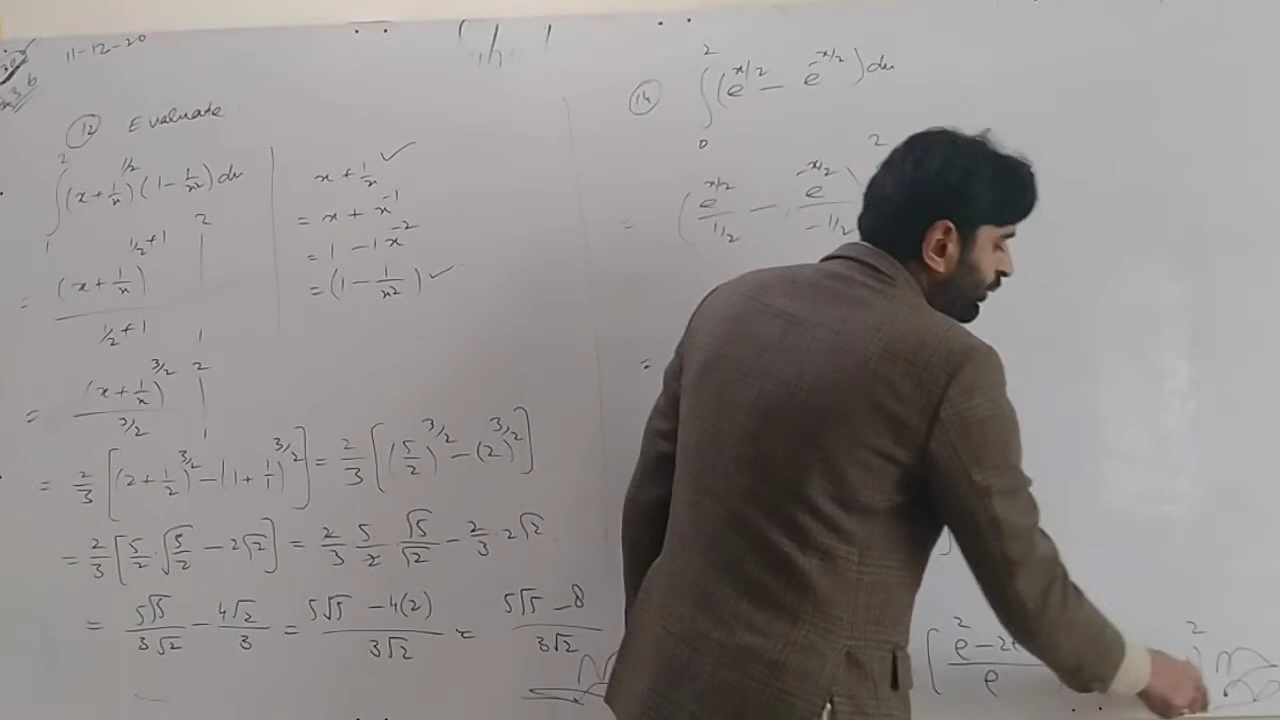 11-12-20
(12) Evaluate
∫₁² (x+1/x)^(1/2) (1-1/x²) dx
= (x+1/x)^(1/2+1) / (1/2+1) |₁²
= (x+1/x)^(3/2) / (3/2) |₁²
= 2/3 [(2+1/2)^(3/2) - (1+1/1)^(3/2)] = 2/3 [(5/2)^(3/2) - (2)^(3/2)]
= 2/3 [5/2 · √(5/2) - 2√2] = 2/3 · 5/2 · √5/√2 - 2/3 · 2√2
= 5√5/(3√2) - 4√2/3 = (5√5 - 4(2))/(3√2) = (5√5 - 8)/(3√2)
x + 1/x ✓
= x + x^(-1)
= 1 - 1x^(-2)
= (1 - 1/x²) ✓
(14) ∫₀² (e^(x/2) - e^(-x/2)) dx
= (e^(x/2)/(1/2) - e^(-x/2)/(-1/2)) 2
=